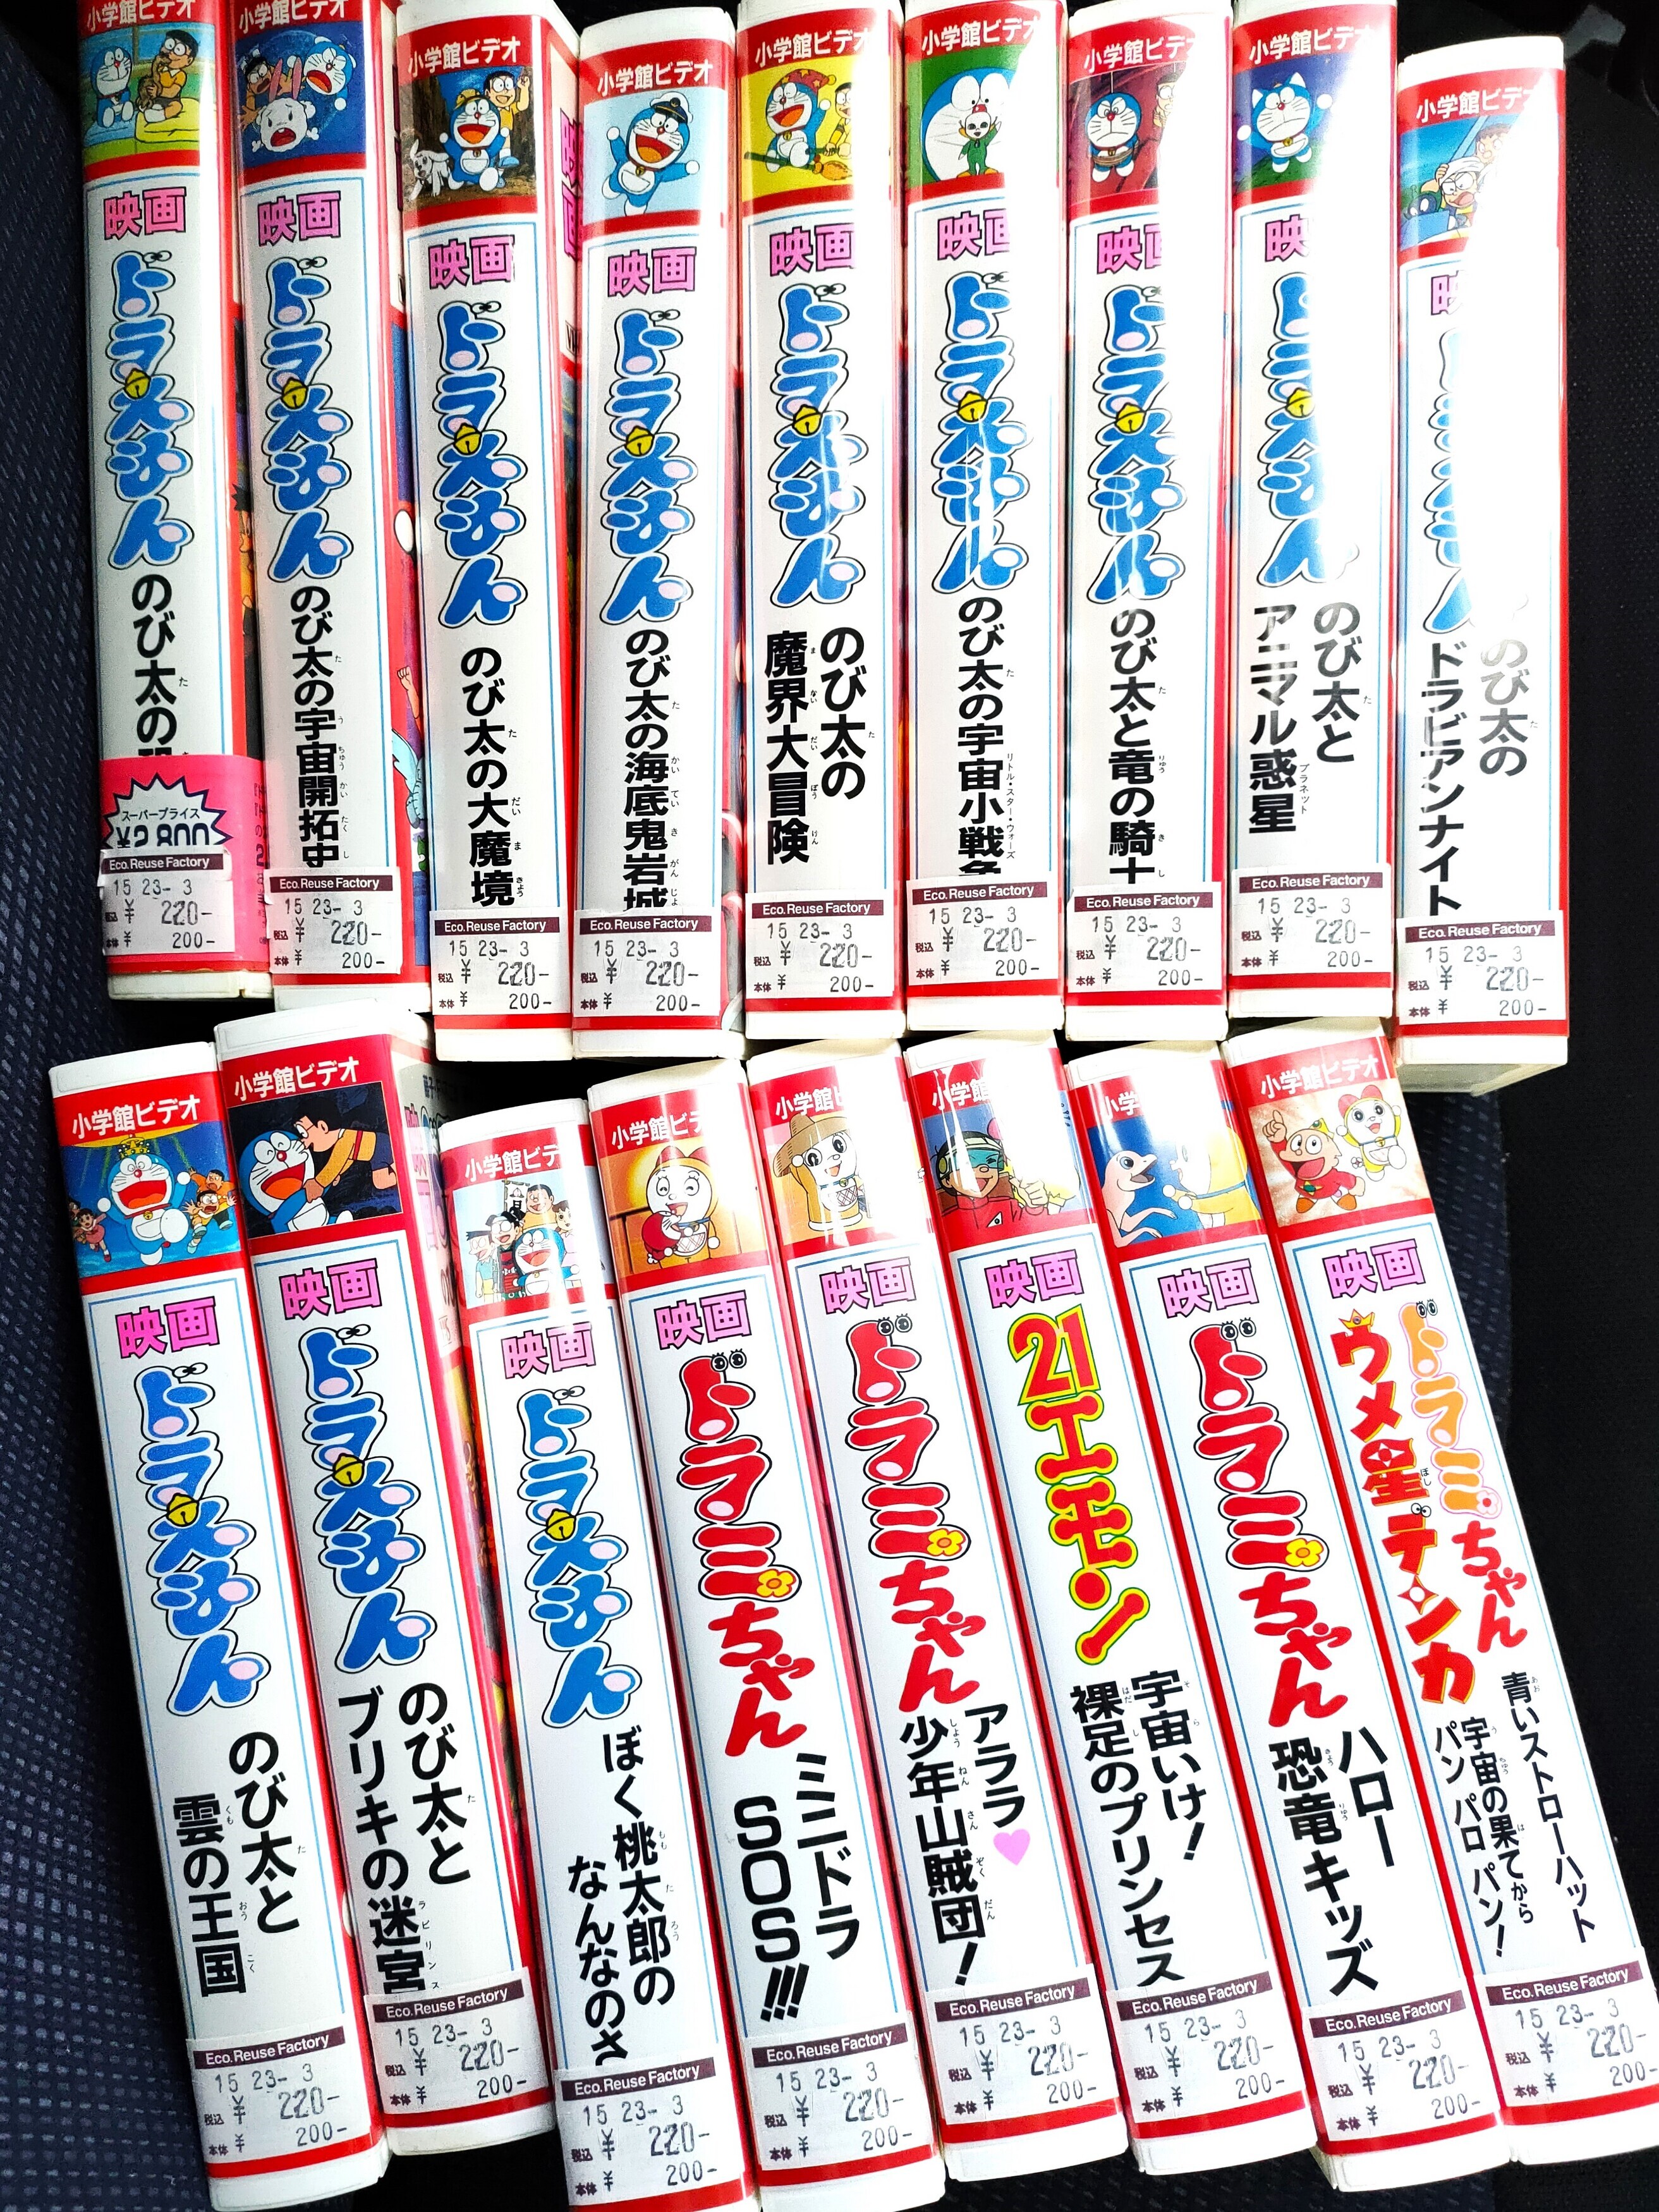 小学館ビデオ
映画
ドラえもん
のび太の
スーパープライス
¥2,800
Eco.Reuse Factory
15 23- 3
税込 ¥ 220-
本体 ¥ 200-
小学館ビデオ
映画
ドラえもん
のび太の宇宙開拓史
Eco.Reuse Factory
15 23- 3
税込 ¥ 220-
本体 ¥ 200-
小学館ビデオ
映画
ドラえもん
のび太の大魔境
Eco.Reuse Factory
15 23- 3
税込 ¥ 220-
本体 ¥ 200-
小学館ビデオ
映画
ドラえもん
のび太の海底鬼岩城
Eco.Reuse Factory
15 23- 3
税込 ¥ 220-
本体 ¥ 200-
小学館ビデオ
映画
ドラえもん
のび太の
魔界大冒険
Eco.Reuse Factory
15 23- 3
税込 ¥ 220-
本体 ¥ 200-
小学館ビデオ
映画
ドラえもん
のび太の宇宙小戦争
リトル・スター・ウォーズ
Eco.Reuse Factory
15 23- 3
税込 ¥ 220-
本体 ¥ 200-
小学館ビデオ
映画
ドラえもん
のび太と竜の騎士
Eco.Reuse Factory
15 23- 3
税込 ¥ 220-
本体 ¥ 200-
小学館ビデオ
映画
ドラえもん
のび太と
アニマル惑星
プラネット
Eco.Reuse Factory
15 23- 3
税込 ¥ 220-
本体 ¥ 200-
小学館ビデオ
映
ドラえもん
のび太の
ドラビアンナイト
Eco.Reuse Factory
15 23- 3
税込 ¥ 220-
本体 ¥ 200-
小学館ビデオ
映画
ドラえもん
のび太と
雲の王国
Eco.Reuse Factory
15 23- 3
税込 ¥ 220-
本体 ¥ 200-
小学館ビデオ
映画
ドラえもん
のび太と
ブリキの迷宮
ラビリンス
Eco.Reuse Factory
15 23- 3
税込 ¥ 220-
本体 ¥ 200-
小学館ビデ
映画
ドラえもん
ぼく桃太郎の
なんなのさ
Eco.Reuse Factory
15 23- 3
税込 ¥ 220-
本体 ¥ 200-
小学館ビデ
映画
ドラミちゃん
ミニドラ
SOS!!!
Eco.Reuse Factory
15 23- 3
税込 ¥ 220-
本体 ¥ 200-
小学館ビ
映画
ドラミちゃん
アララ♥
少年山賊団!
Eco.Reuse Factory
15 23- 3
税込 ¥ 220-
本体 ¥ 200-
小学館
映画
21エモン
宇宙いけ!
裸足のプリンセス
Eco.Reuse Factory
15 23- 3
税込 ¥ 220-
本体 ¥ 200-
小学
映画
ドラミちゃん
ハロー
恐竜キッズ
Eco.Reuse Factory
15 23- 3
税込 ¥ 220-
本体 ¥ 200-
小学館ビデオ
映画
ドラミちゃん
青いストローハット
ウメ星デンカ
宇宙の果てから
パンパロパン!
Eco.Reuse Factory
15 23- 3
税込 ¥ 220-
本体 ¥ 200-